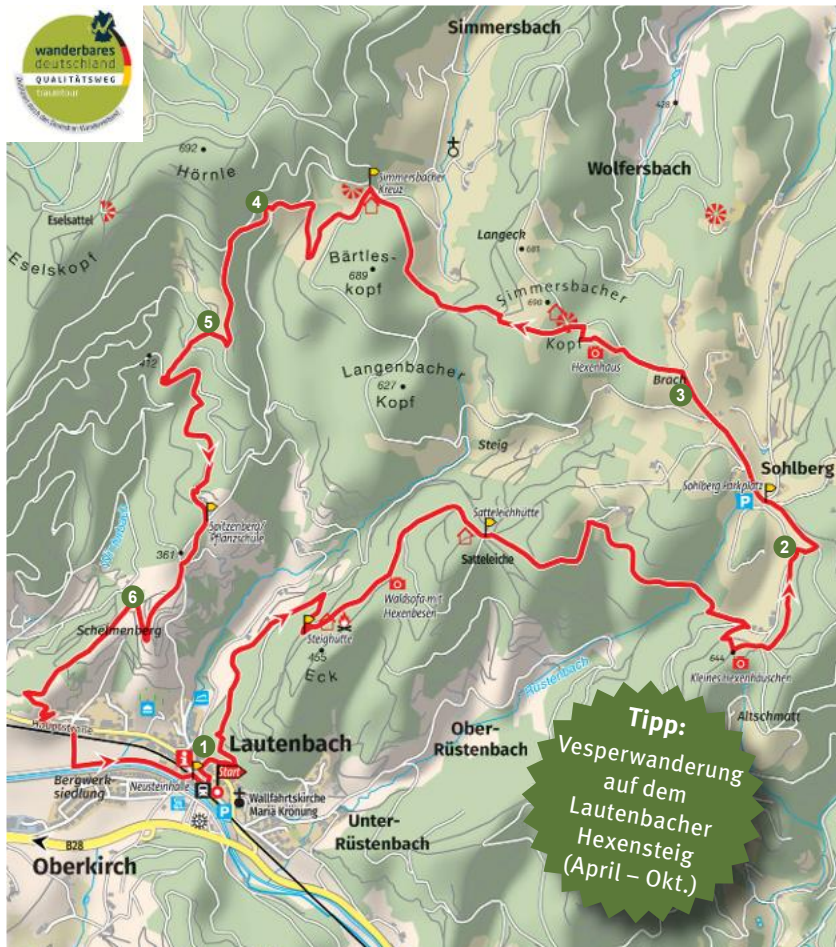 wanderbares
deutschland
QUALITÄTSWEG
traumtour
Simmersbach
692
Hörnle
428
Wolfersbach
Eselsattel
Eselskopf
4
Simmersbacher
Kreuz
Bärtles-
689
kopf
Langeck
681
Simmersbacher
690
Kopf
Hexenhaus
5
412
Langenbacher
627
Kopf
Brach
3
Steig
Sohlberg
Sohlberg Parkplatz
P
Spitzenberg/
Pflanzschule
Satteleichhütte
Satteleiche
2
361
6
Schelmenberg
Waldsofa mit
Hexenbesen
Steighütte
455
Eck
644
Kleines Hexenhäuschen
Rüstenbach
Altschmatt
Hauptstraße
1
Lautenbach
Ober-
Rüstenbach
Start
Bergwerk-
siedlung
Neusteinhalle
P
Wallfahrtskirche
Maria Krönung
Unter-
Rüstenbach
B28
Oberkirch
Tipp:
Vesperwanderung
auf dem
Lautenbacher
Hexensteig
(April – Okt.)